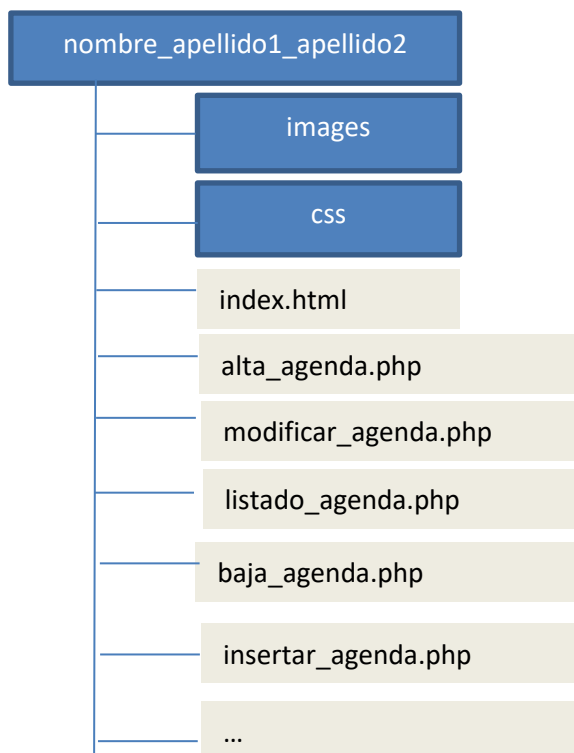 nombre_apellido1_apellido2
images
css
index.html
alta_agenda.php
modificar_agenda.php
listado_agenda.php
baja_agenda.php
insertar_agenda.php
...